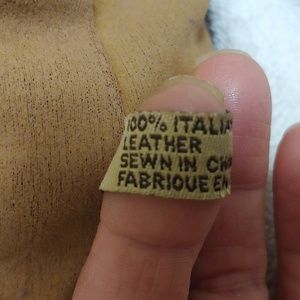 100% ITALIA
LEATHER
SEWN IN CH
FABRIQUE EN